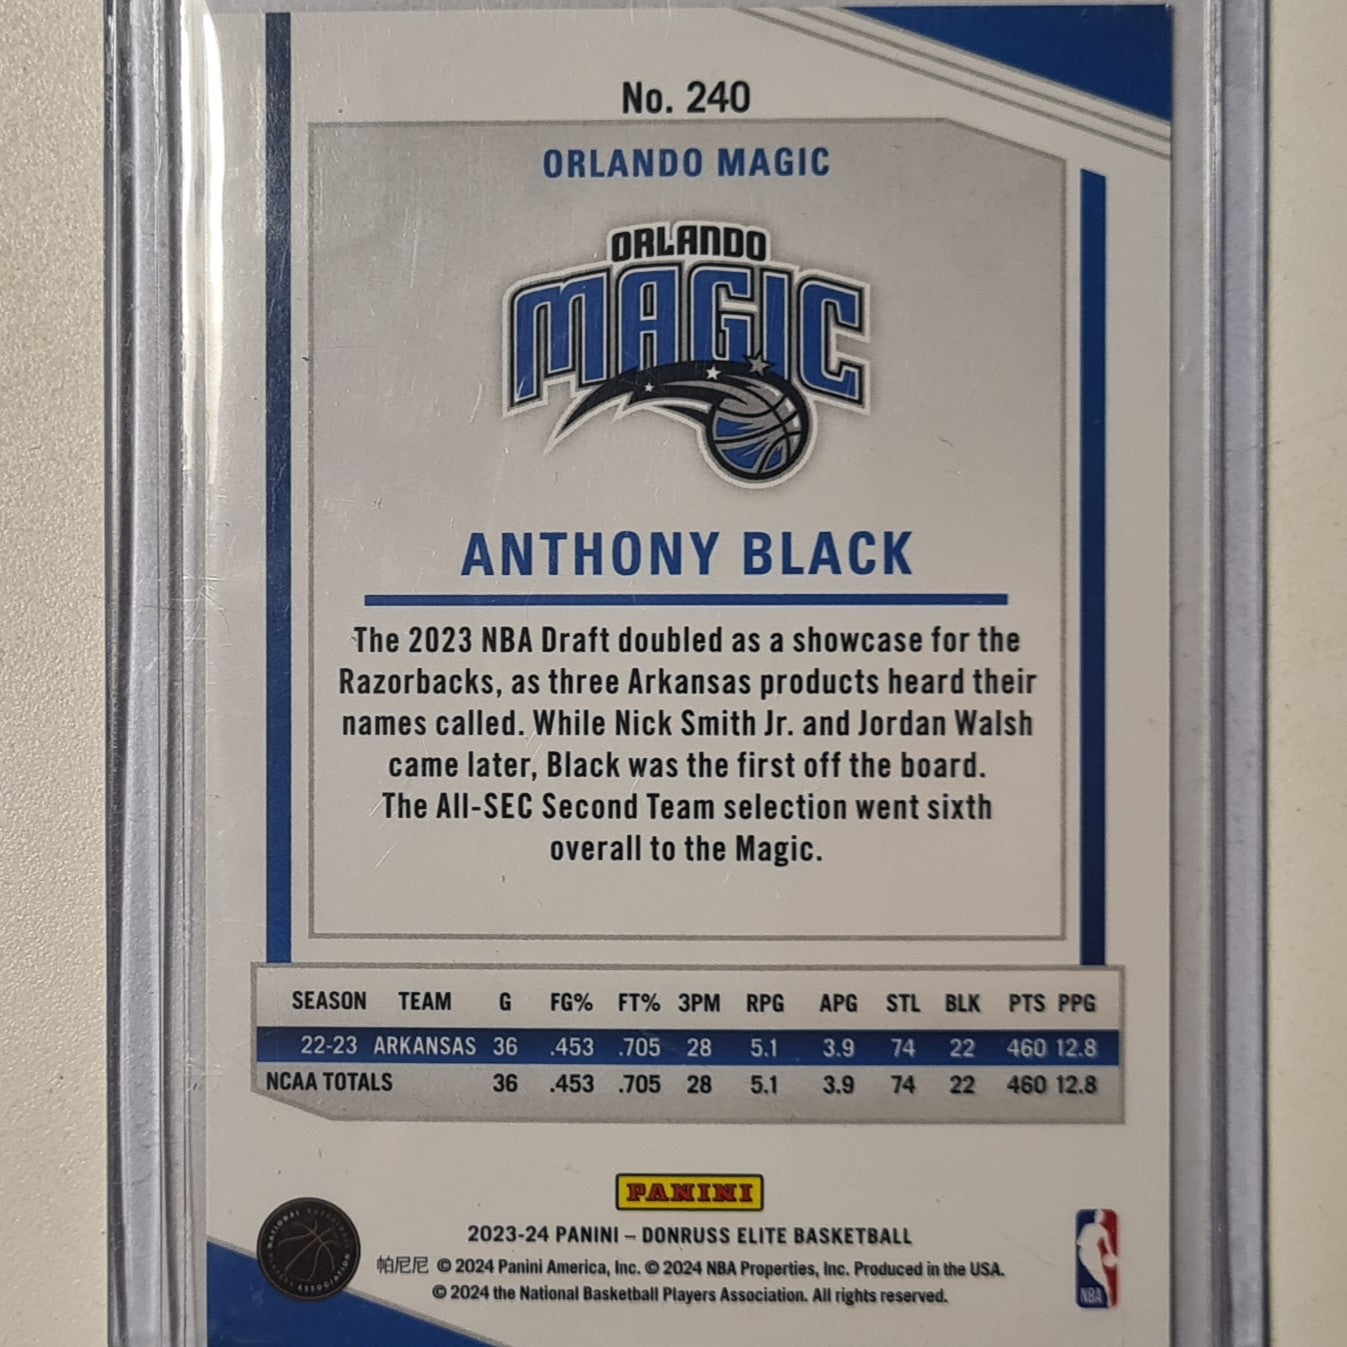 No. 240
ORLANDO MAGIC
ORLANDO
MAGIC
ANTHONY BLACK
The 2023 NBA Draft doubled as a showcase for the
Razorbacks, as three Arkansas products heard their
names called. While Nick Smith Jr. and Jordan Walsh
came later, Black was the first off the board.
The All-SEC Second Team selection went sixth
overall to the Magic.
SEASON TEAM G FG% FT% 3PM RPG APG STL BLK PTS PPG
22-23 ARKANSAS 36 .453 .705 28 5.1 3.9 74 22 460 12.8
NCAA TOTALS 36 .453 .705 28 5.1 3.9 74 22 460 12.8
PANINI
2023-24 PANINI – DONRUSS ELITE BASKETBALL
帕尼尼 © 2024 Panini America, Inc. © 2024 NBA Properties, Inc. Produced in the USA.
© 2024 the National Basketball Players Association. All rights reserved.
NATIONAL BASKETBALL
ASSOCIATION
NBA